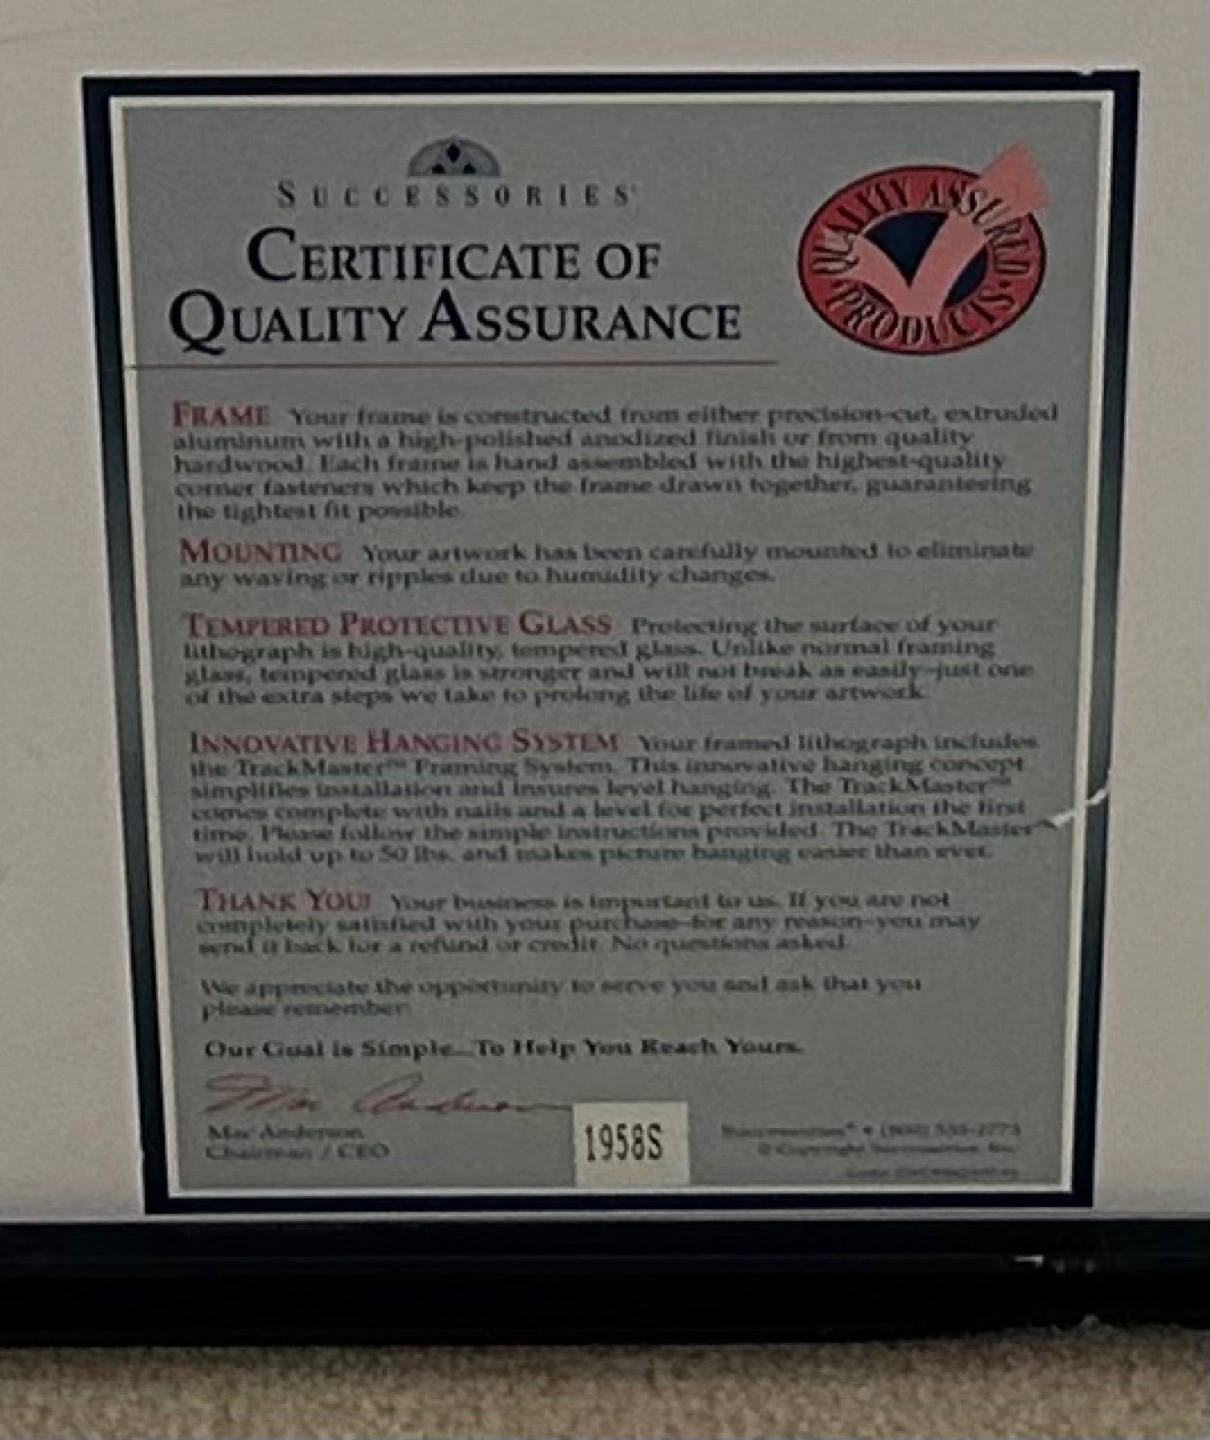 SUCCESSORIES®
CERTIFICATE OF
QUALITY ASSURANCE
QUALITY ASSURED
• PRODUCTS •
FRAME Your frame is constructed from either precision-cut, extruded
aluminum with a high-polished anodized finish or from quality
hardwood. Each frame is hand assembled with the highest-quality
corner fasteners which keep the frame drawn together, guaranteeing
the tightest fit possible.
MOUNTING Your artwork has been carefully mounted to eliminate
any waving or ripples due to humidity changes.
TEMPERED PROTECTIVE GLASS Protecting the surface of your
lithograph is high-quality, tempered glass. Unlike normal framing
glass, tempered glass is stronger and will not break as easily–just one
of the extra steps we take to prolong the life of your artwork.
INNOVATIVE HANGING SYSTEM Your framed lithograph includes
the TrackMaster™ Framing System. This innovative hanging concept
simplifies installation and insures level hanging. The TrackMaster™
comes complete with nails and a level for perfect installation the first
time. Please follow the simple instructions provided. The TrackMaster™
will hold up to 50 lbs. and makes picture hanging easier than ever.
THANK YOU! Your business is important to us. If you are not
completely satisfied with your purchase–for any reason–you may
send it back for a refund or credit. No questions asked.
We appreciate the opportunity to serve you and ask that you
please remember:
Our Goal is Simple...To Help You Reach Yours.
Mac Anderson
Mac Anderson
Chairman / CEO
1958S
Successories®
© Copyright Successories, Inc.